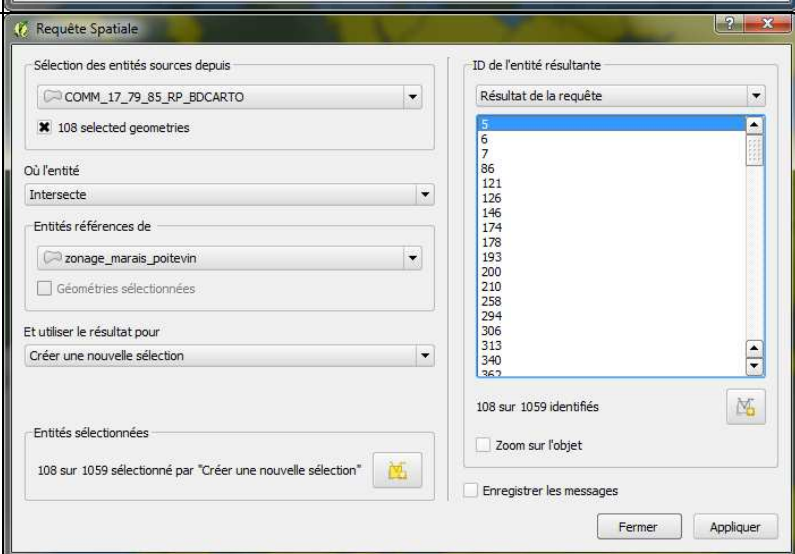 Requête Spatiale
?
Sélection des entités sources depuis
COMM_17_79_85_RP_BDCARTO
108 selected geometries
Où l'entité
Intersecte
Entités références de
zonage_marais_poitevin
Géométries sélectionnées
Et utiliser le résultat pour
Créer une nouvelle sélection
Entités sélectionnées
108 sur 1059 sélectionné par "Créer une nouvelle sélection"
ID de l'entité résultante
Résultat de la requête
5
6
7
86
121
126
146
174
178
193
200
210
258
294
306
313
340
362
108 sur 1059 identifiés
Zoom sur l'objet
Enregistrer les messages
Fermer
Appliquer